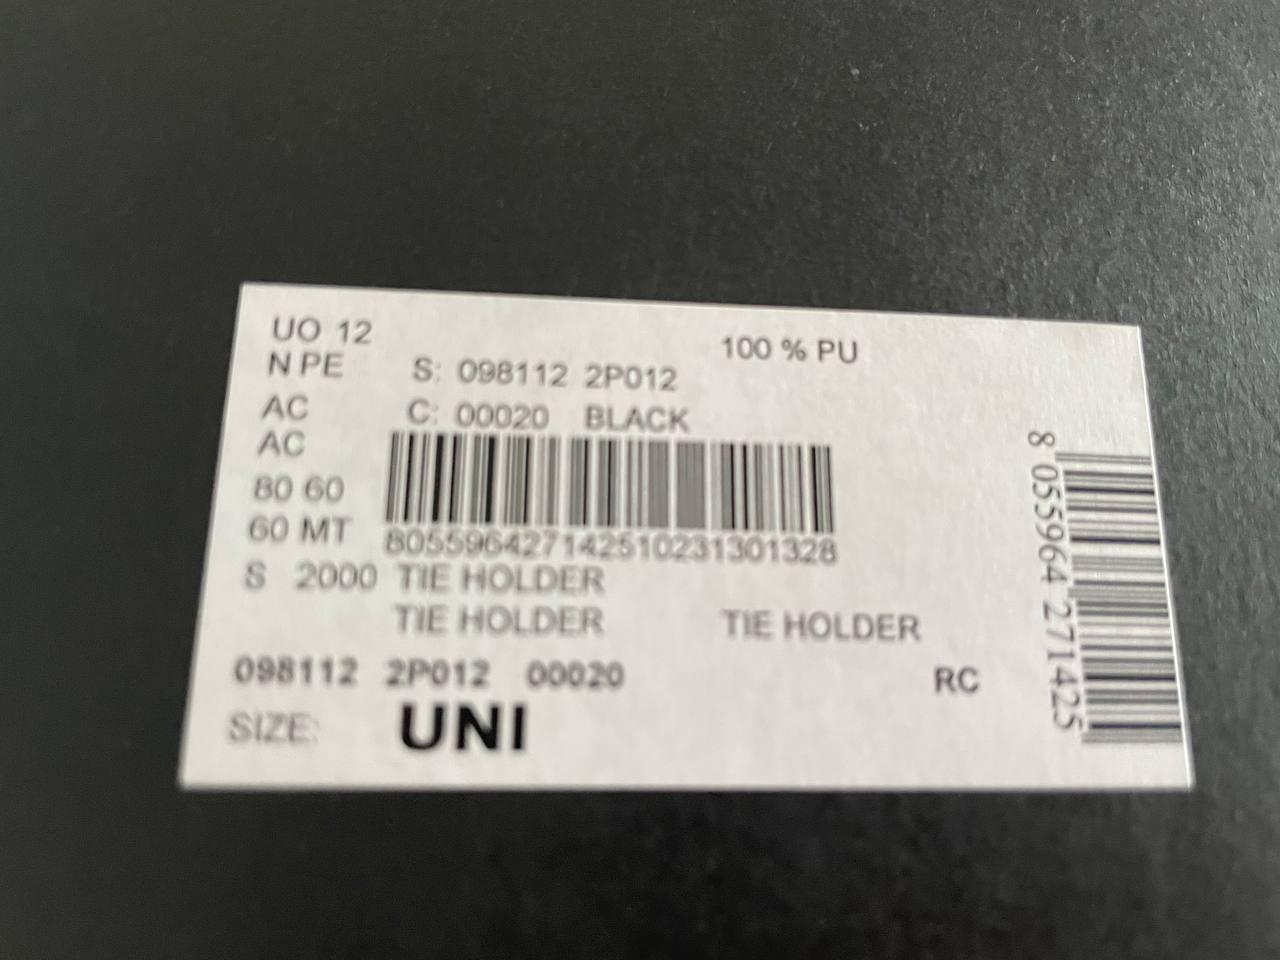 UO 12
100 % PU
N PE
S: 098112 2P012
AC
C: 00020 BLACK
AC
80 60
60 MT
805596427142510231301328
S 2000 TIE HOLDER
TIE HOLDER
TIE HOLDER
098112 2P012 00020
RC
SIZE: UNI
8 055964 271425